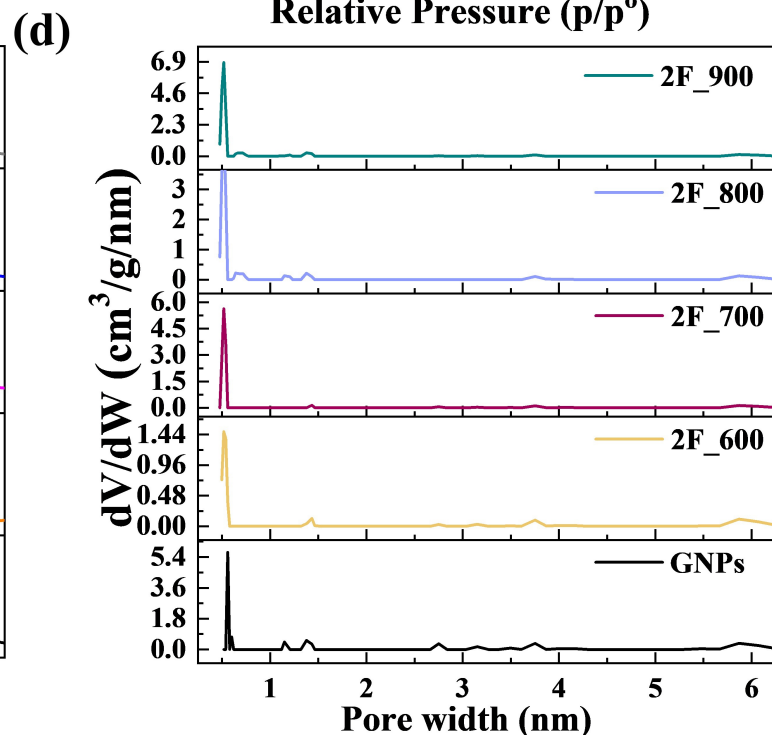 Relative Pressure (p/pº)
(d)
dV/dW (cm³/g/nm)
6.9
4.6
2.3
0.0
2F_900
3
2
1
0
2F_800
6.0
4.5
3.0
1.5
0.0
2F_700
1.44
0.96
0.48
0.00
2F_600
5.4
3.6
1.8
0.0
GNPs
1 2 3 4 5 6
Pore width (nm)